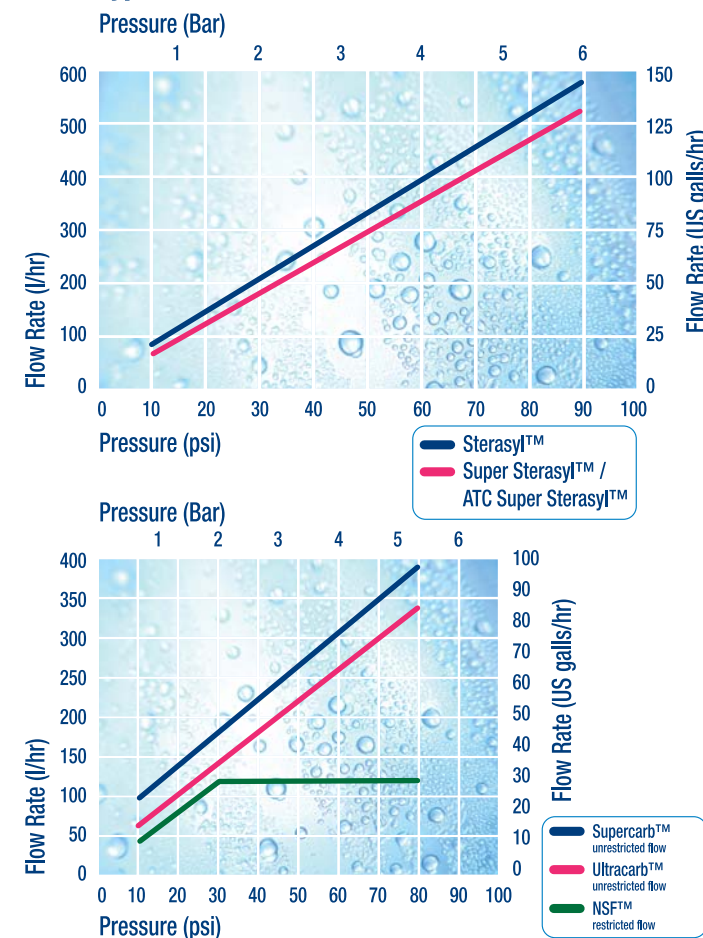 Pressure (Bar)
1 2 3 4 5 6
600 150
500 125
400 100
300 75
200 50
100 25
0 0
Flow Rate (l/hr)
Flow Rate (US galls/hr)
0 10 20 30 40 50 60 70 80 90 100
Pressure (psi)
Sterasyl™
Super Sterasyl™ /
ATC Super Sterasyl™
Pressure (Bar)
1 2 3 4 5 6
400 100
350 90
300 80
250 70
200 60
150 50
100 40
50 30
0 20
10
0
Flow Rate (l/hr)
Flow Rate (US galls/hr)
0 10 20 30 40 50 60 70 80 90 100
Pressure (psi)
Supercarb™
unrestricted flow
Ultracarb™
unrestricted flow
NSF™
restricted flow